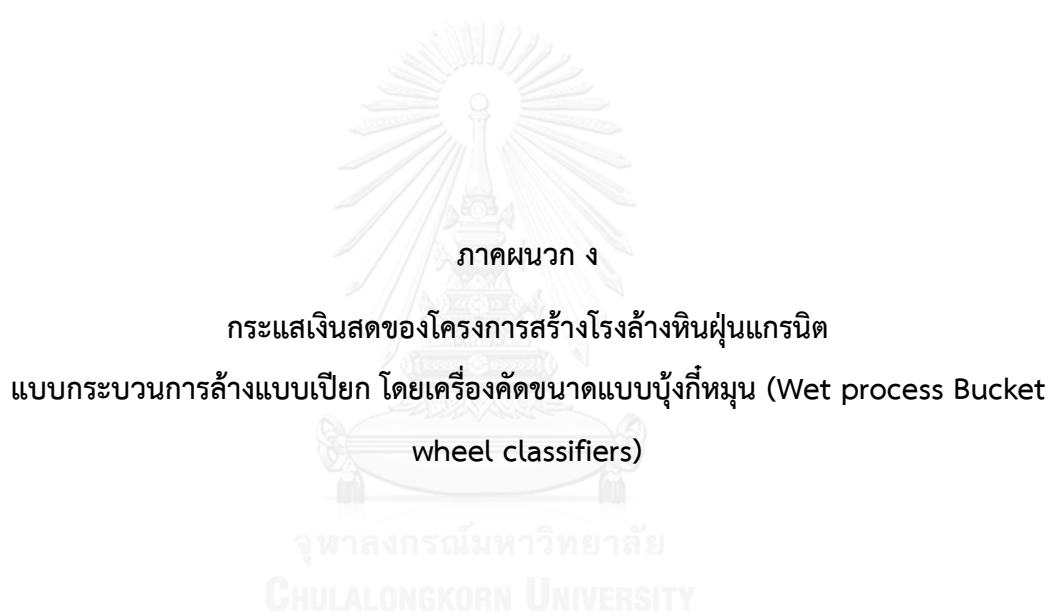 ภาคผนวก ง
กระแสเงินสดของโครงการสร้างโรงล้างหินฝุ่นแกรนิต
แบบกระบวนการล้างแบบเปียก โดยเครื่องคัดขนาดแบบบุ้งกี๋หมุน (Wet process Bucket
wheel classifiers)
จุฬาลงกรณ์มหาวิทยาลัย
CHULALONGKORN UNIVERSITY